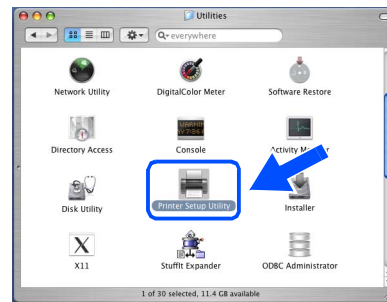 Utilities
everywhere
Network Utility
DigitalColor Meter
Software Restore
Directory Access
Console
Activity M
Disk Utility
Printer Setup Utility
Installer
X11
StuffIt Expander
ODBC Administrator
1 of 30 selected, 11.4 GB available